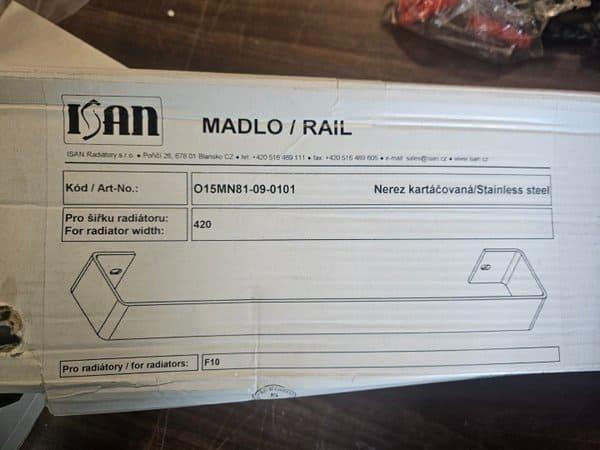 ISAN
MADLO / RAIL
ISAN Radiátory s.r.o. ● Poříčí 26, 678 01 Blansko CZ ● tel. +420 516 489 111 ● fax: +420 516 489 605 ● e-mail: sales@isan.cz ● www.isan.cz
Kód / Art-No.: O15MN81-09-0101 Nerez kartáčovaná/Stainless steel
Pro šířku radiátoru:
For radiator width: 420
Pro radiátory / for radiators: F10